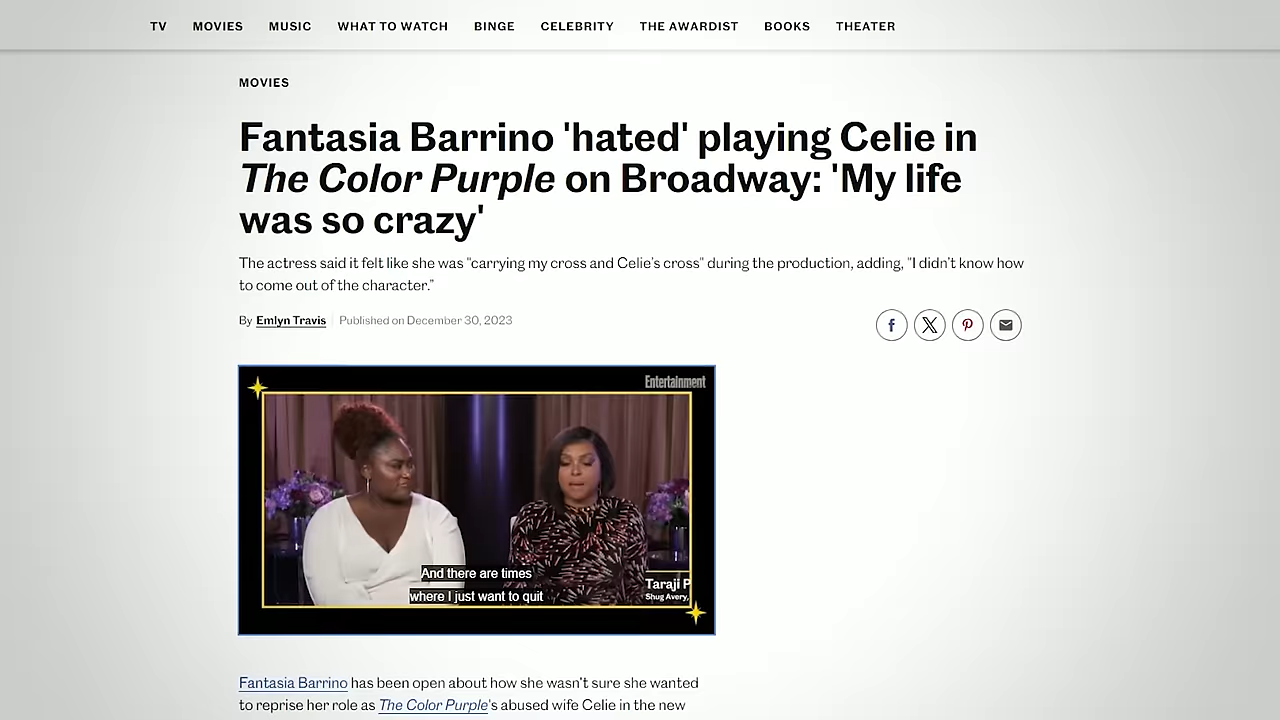 TV MOVIES MUSIC WHAT TO WATCH BINGE CELEBRITY THE AWARDIST BOOKS THEATER
MOVIES
Fantasia Barrino 'hated' playing Celie in
The Color Purple on Broadway: 'My life
was so crazy'
The actress said it felt like she was "carrying my cross and Celie's cross" during the production, adding, "I didn't know how
to come out of the character."
By Emlyn Travis Published on December 30, 2023
Entertainment
And there are times
where I just want to quit
Taraji P
Shug Avery,
Fantasia Barrino has been open about how she wasn't sure she wanted
to reprise her role as The Color Purple's abused wife Celie in the new